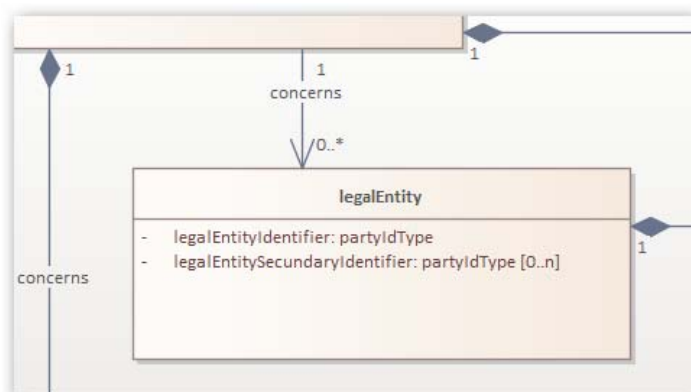 1
1 1
concerns
0..*
legalEntity
- legalEntityIdentifier: partyIdType
- legalEntitySecundaryIdentifier: partyIdType [0..n]
1
concerns